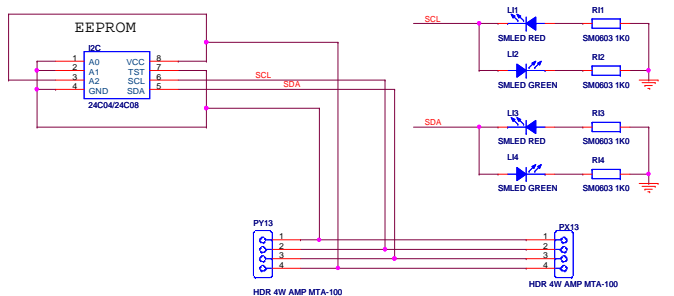 EEPROM
I2C
1 A0 VCC 8
2 A1 TST 7
3 A2 SCL 6
4 GND SDA 5
24C04/24C08
SCL
SDA
SCL
LI1
RI1
SMLED RED
SM0603 1K0
LI2
RI2
SMLED GREEN
SM0603 1K0
SDA
LI3
RI3
SMLED RED
SM0603 1K0
LI4
RI4
SMLED GREEN
SM0603 1K0
PY13
1
2
3
4
HDR 4W AMP MTA-100
PX13
1
2
3
4
HDR 4W AMP MTA-100